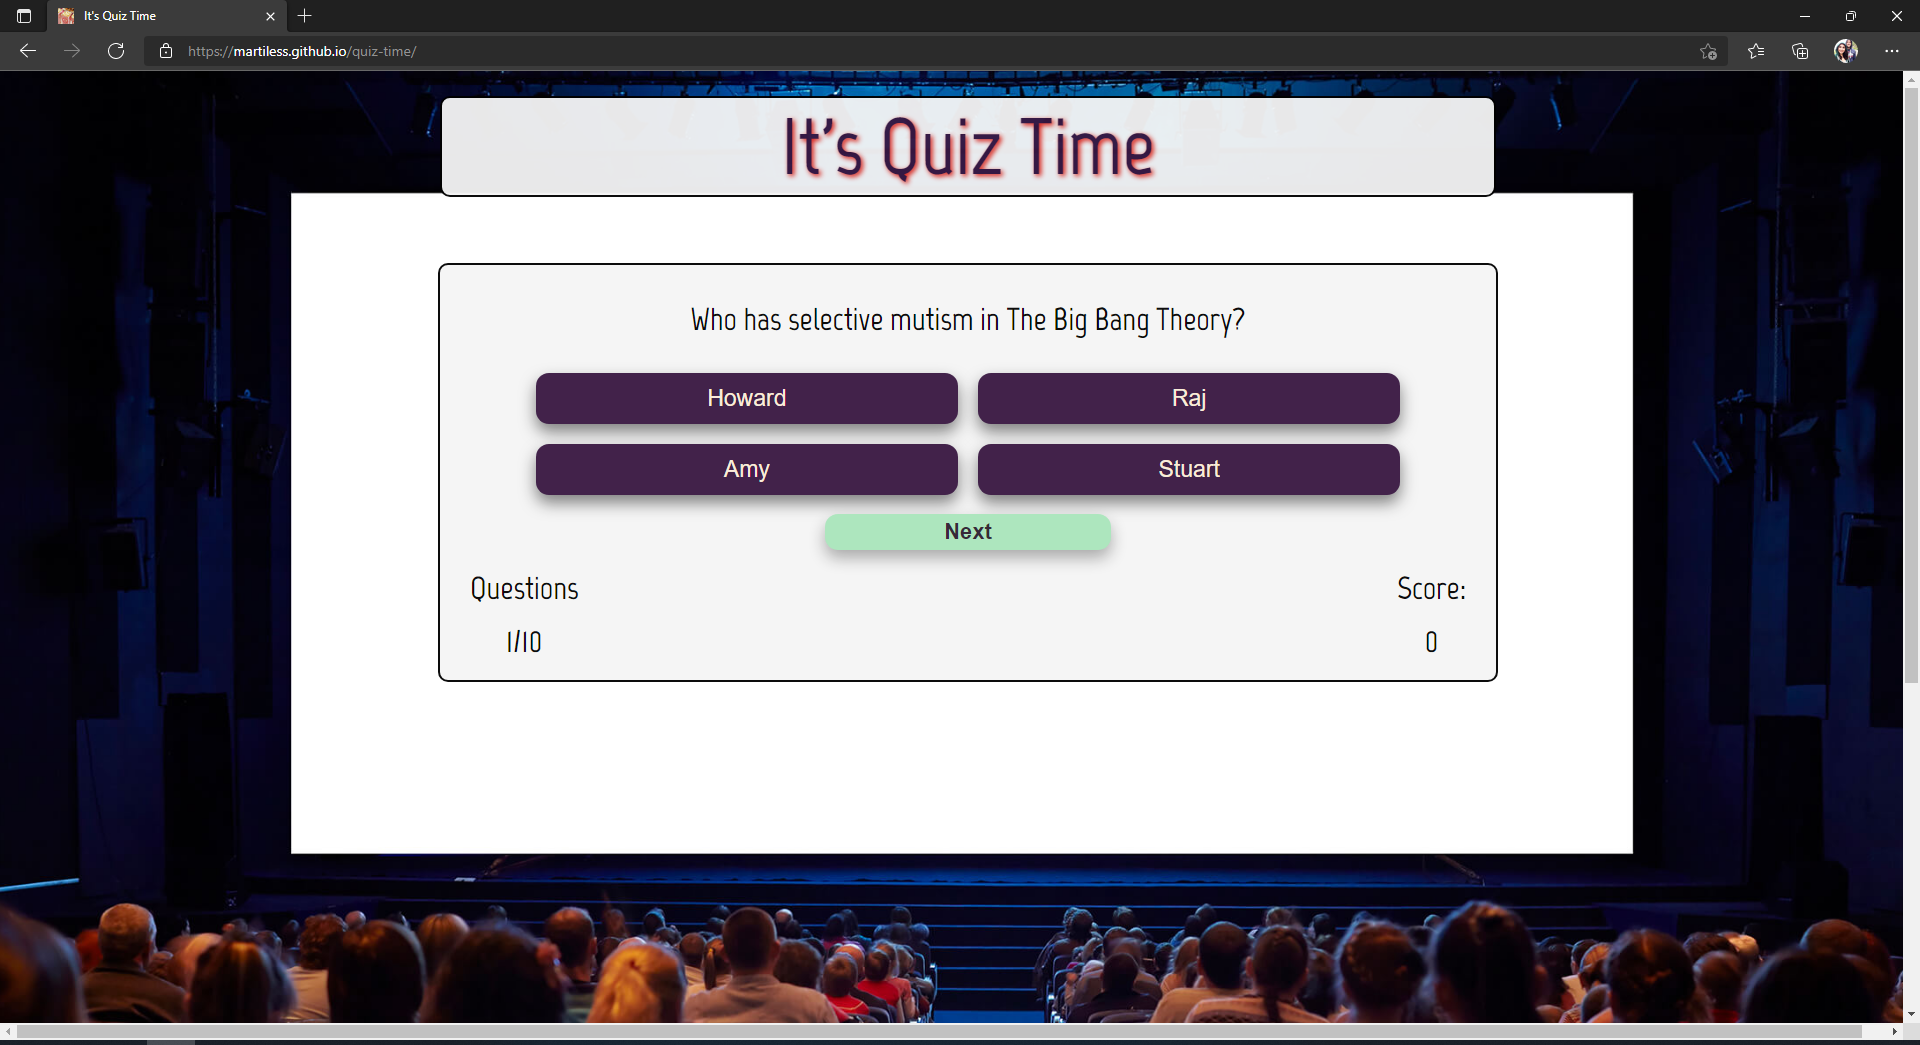 It's Quiz Time
https://martiless.github.io/quiz-time/
It's Quiz Time
Who has selective mutism in The Big Bang Theory?
Howard
Raj
Amy
Stuart
Next
Questions
Score:
1/10
0